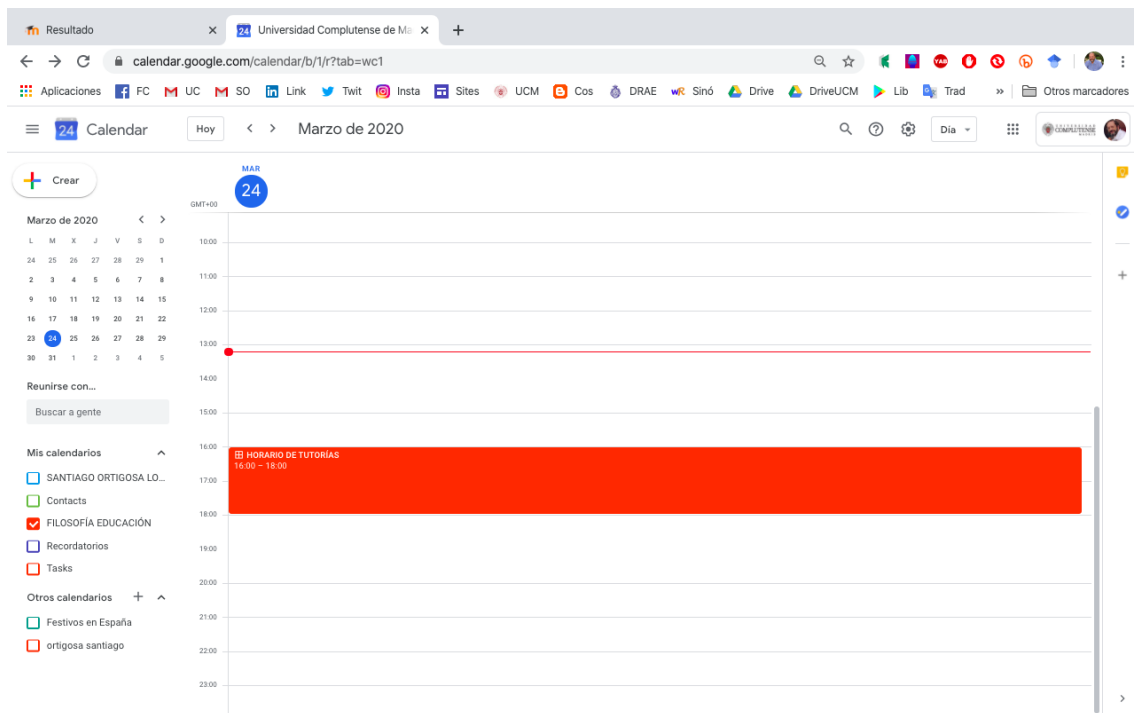 Resultado
Universidad Complutense de Ma
calendar.google.com/calendar/b/1/r?tab=wc1
Aplicaciones FC UC SO Link Twit Insta Sites UCM Cos DRAE Sinó Drive DriveUCM Lib Trad » Otros marcadores
24 Calendar Hoy Marzo de 2020 Día
Crear
MAR
24
GMT+00
Marzo de 2020
L M X J V S D
24 25 26 27 28 29 1
2 3 4 5 6 7 8
9 10 11 12 13 14 15
16 17 18 19 20 21 22
23 24 25 26 27 28 29
30 31 1 2 3 4 5
Reunirse con...
Buscar a gente
Mis calendarios
SANTIAGO ORTIGOSA LO...
Contacts
FILOSOFÍA EDUCACIÓN
Recordatorios
Tasks
Otros calendarios
Festivos en España
ortigosa santiago
10:00
11:00
12:00
13:00
14:00
15:00
16:00
HORARIO DE TUTORÍAS
16:00 – 18:00
17:00
18:00
19:00
20:00
21:00
22:00
23:00